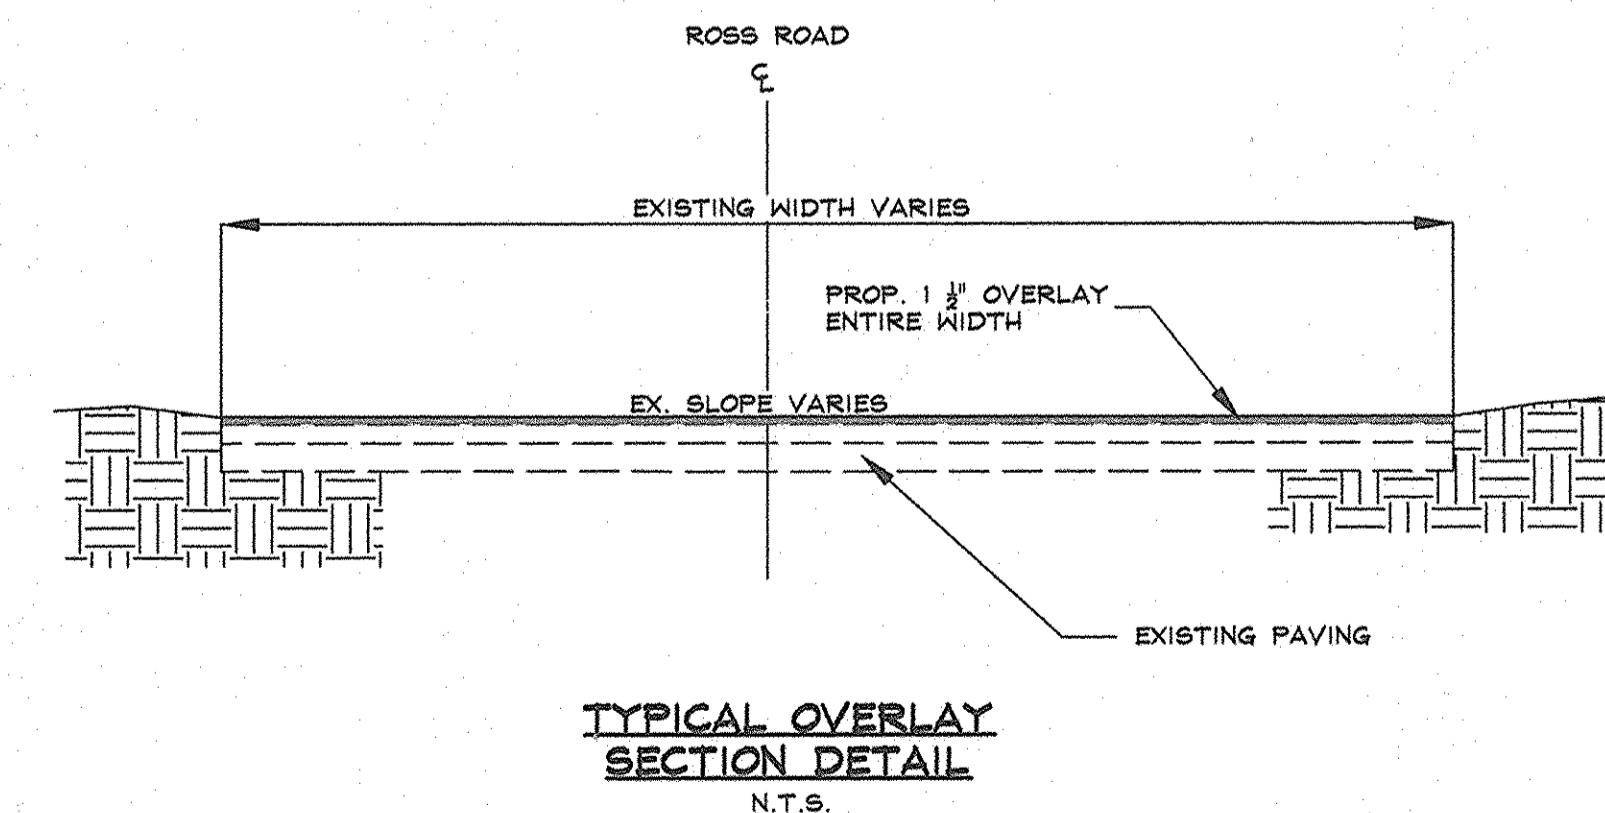 ROSS ROAD
℄
EXISTING WIDTH VARIES
PROP. 1 ½" OVERLAY
ENTIRE WIDTH
EX. SLOPE VARIES
EXISTING PAVING
TYPICAL OVERLAY
SECTION DETAIL
N.T.S.